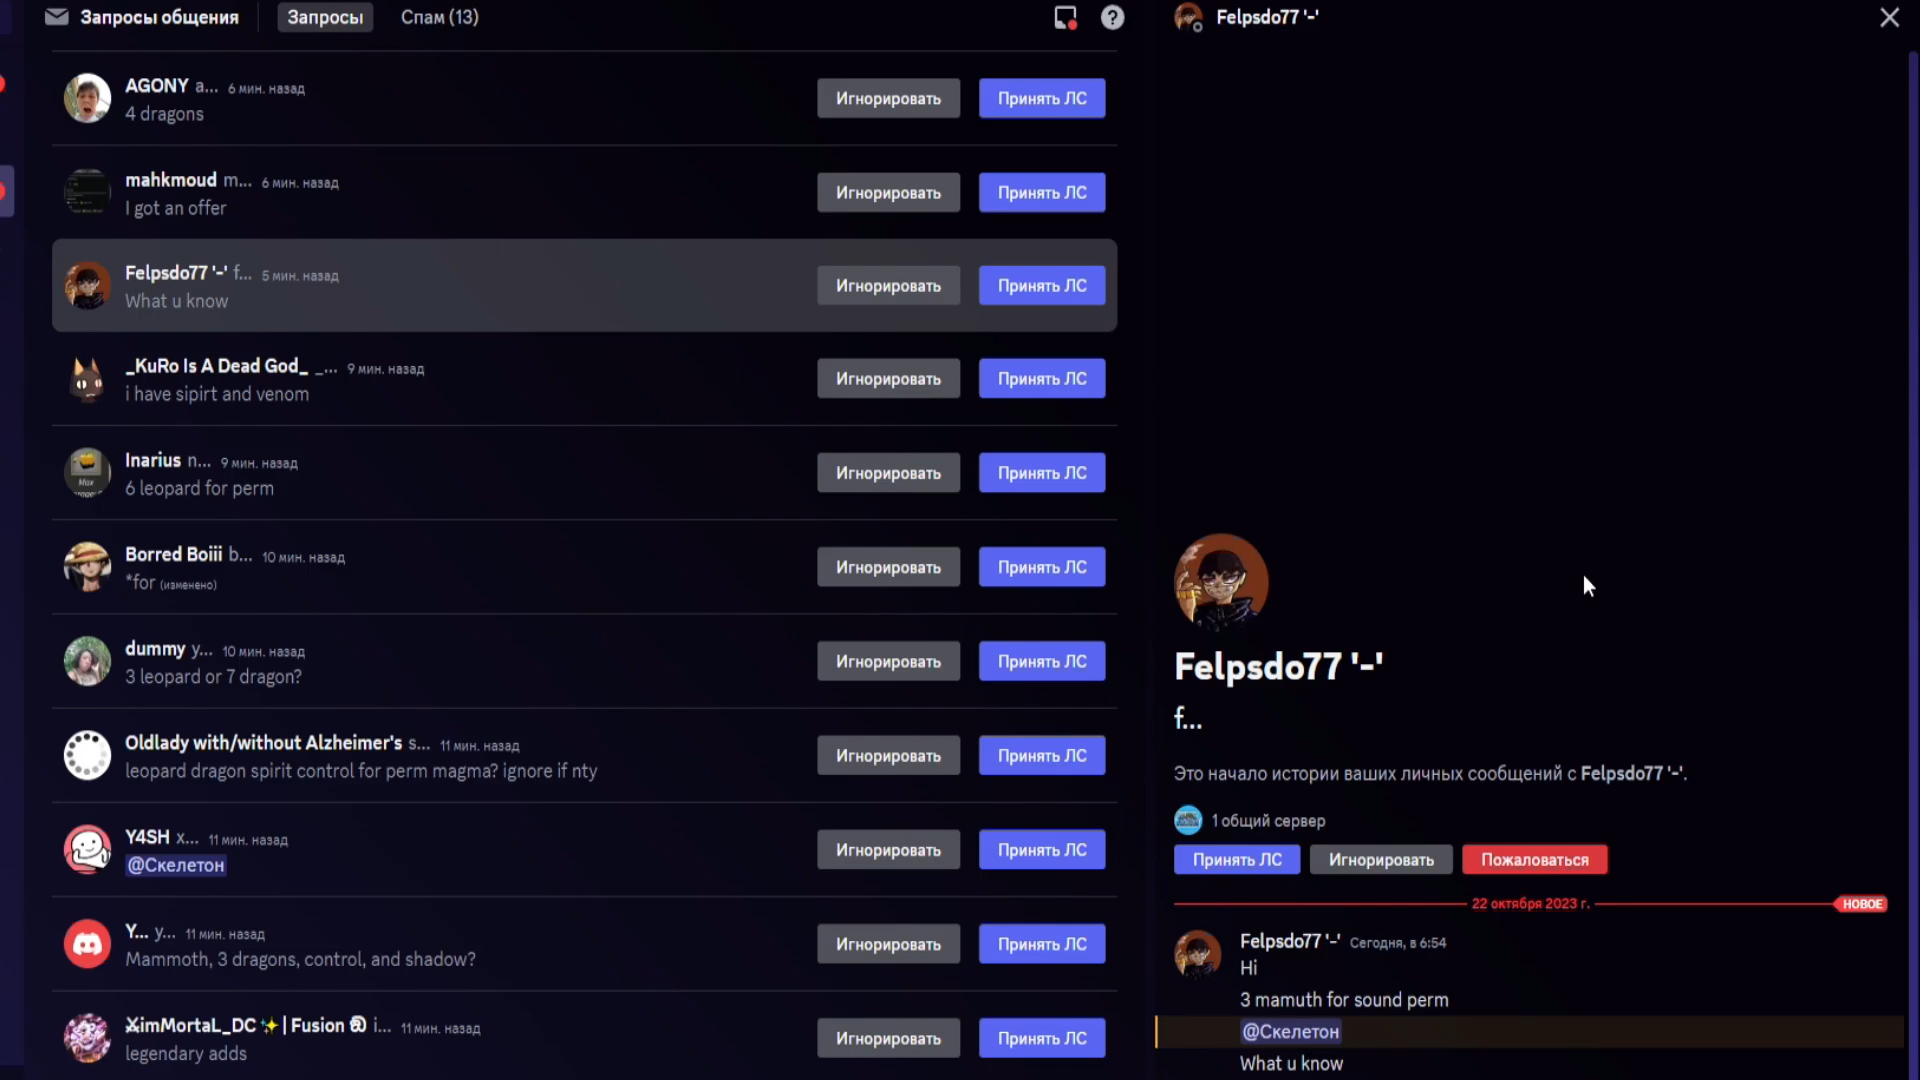 Запросы общения
Запросы
Спам (13)
AGONY a... 6 мин. назад
4 dragons
Игнорировать
Принять ЛС
mahkmoud m... 6 мин. назад
I got an offer
Игнорировать
Принять ЛС
Felpsdo77 '-' f... 5 мин. назад
What u know
Игнорировать
Принять ЛС
_KuRo Is A Dead God_ _... 9 мин. назад
i have sipirt and venom
Игнорировать
Принять ЛС
Inarius n... 9 мин. назад
6 leopard for perm
Игнорировать
Принять ЛС
Borred Boiii b... 10 мин. назад
*for (изменено)
Игнорировать
Принять ЛС
dummy y... 10 мин. назад
3 leopard or 7 dragon?
Игнорировать
Принять ЛС
Oldlady with/without Alzheimer's s... 11 мин. назад
leopard dragon spirit control for perm magma? ignore if nty
Игнорировать
Принять ЛС
Y4SH x... 11 мин. назад
@Скелетон
Игнорировать
Принять ЛС
Y... y... 11 мин. назад
Mammoth, 3 dragons, control, and shadow?
Игнорировать
Принять ЛС
XimMortaL_DC✨ | Fusion i... 11 мин. назад
legendary adds
Игнорировать
Принять ЛС
Felpsdo77 '-'
Felpsdo77 '-'
f...
Это начало истории ваших личных сообщений с Felpsdo77 '-'.
1 общий сервер
Принять ЛС
Игнорировать
Пожаловаться
22 октября 2023 г.
НОВОЕ
Felpsdo77 '-' Сегодня, в 6:54
Hi
3 mamuth for sound perm
@Скелетон
What u know